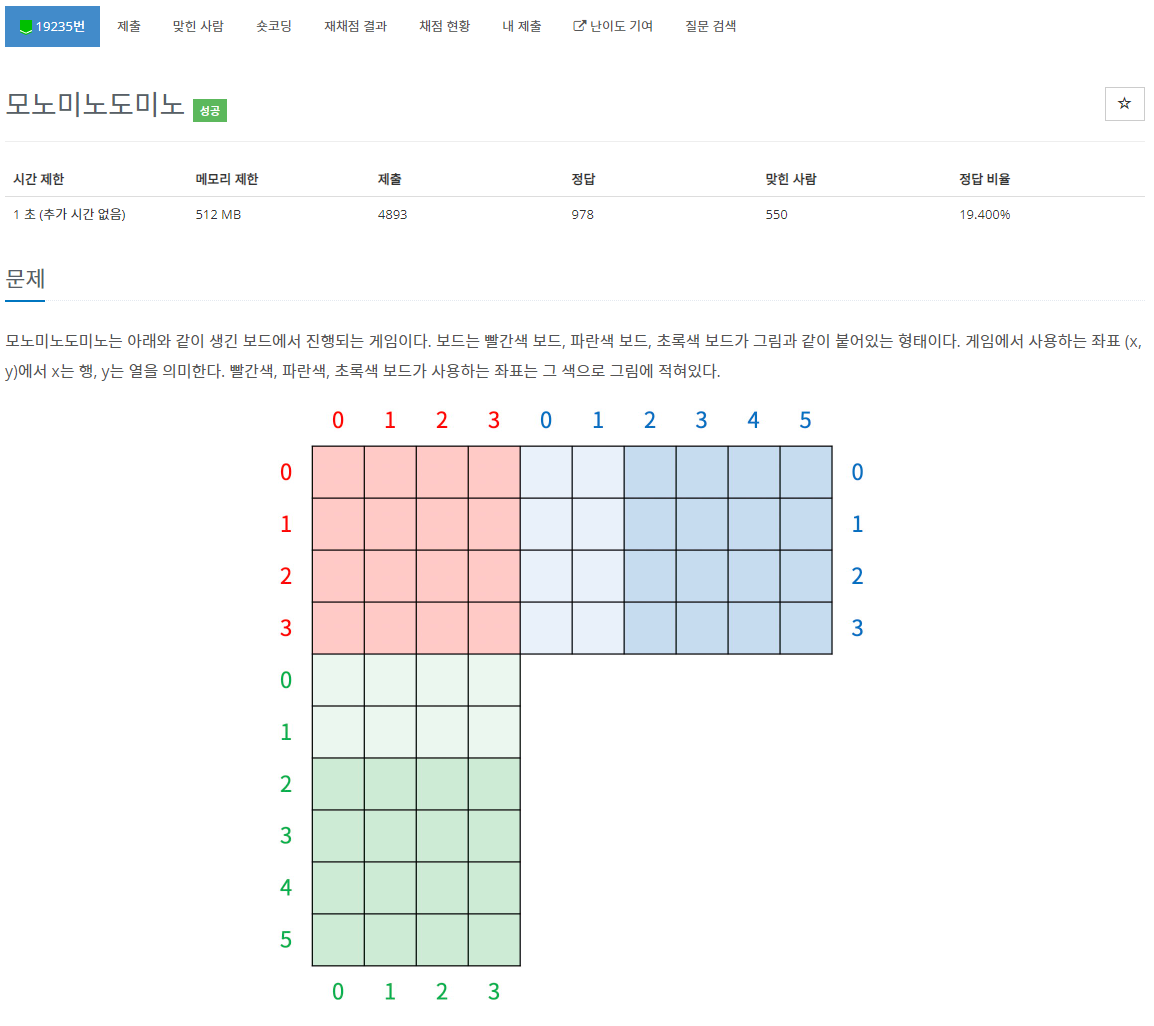 19235번 제출 맞힌 사람 숏코딩 재채점 결과 채점 현황 내 제출 난이도 기여 질문 검색
모노미노도미노 성공
시간 제한 메모리 제한 제출 정답 맞힌 사람 정답 비율
1 초 (추가 시간 없음) 512 MB 4893 978 550 19.400%
문제
모노미노도미노는 아래와 같이 생긴 보드에서 진행되는 게임이다. 보드는 빨간색 보드, 파란색 보드, 초록색 보드가 그림과 같이 붙어있는 형태이다. 게임에서 사용하는 좌표 (x,
y)에서 x는 행, y는 열을 의미한다. 빨간색, 파란색, 초록색 보드가 사용하는 좌표는 그 색으로 그림에 적혀있다.
0 1 2 3 0 1 2 3 4 5
0 0
1 1
2 2
3 3
0
1
2
3
4
5
0 1 2 3